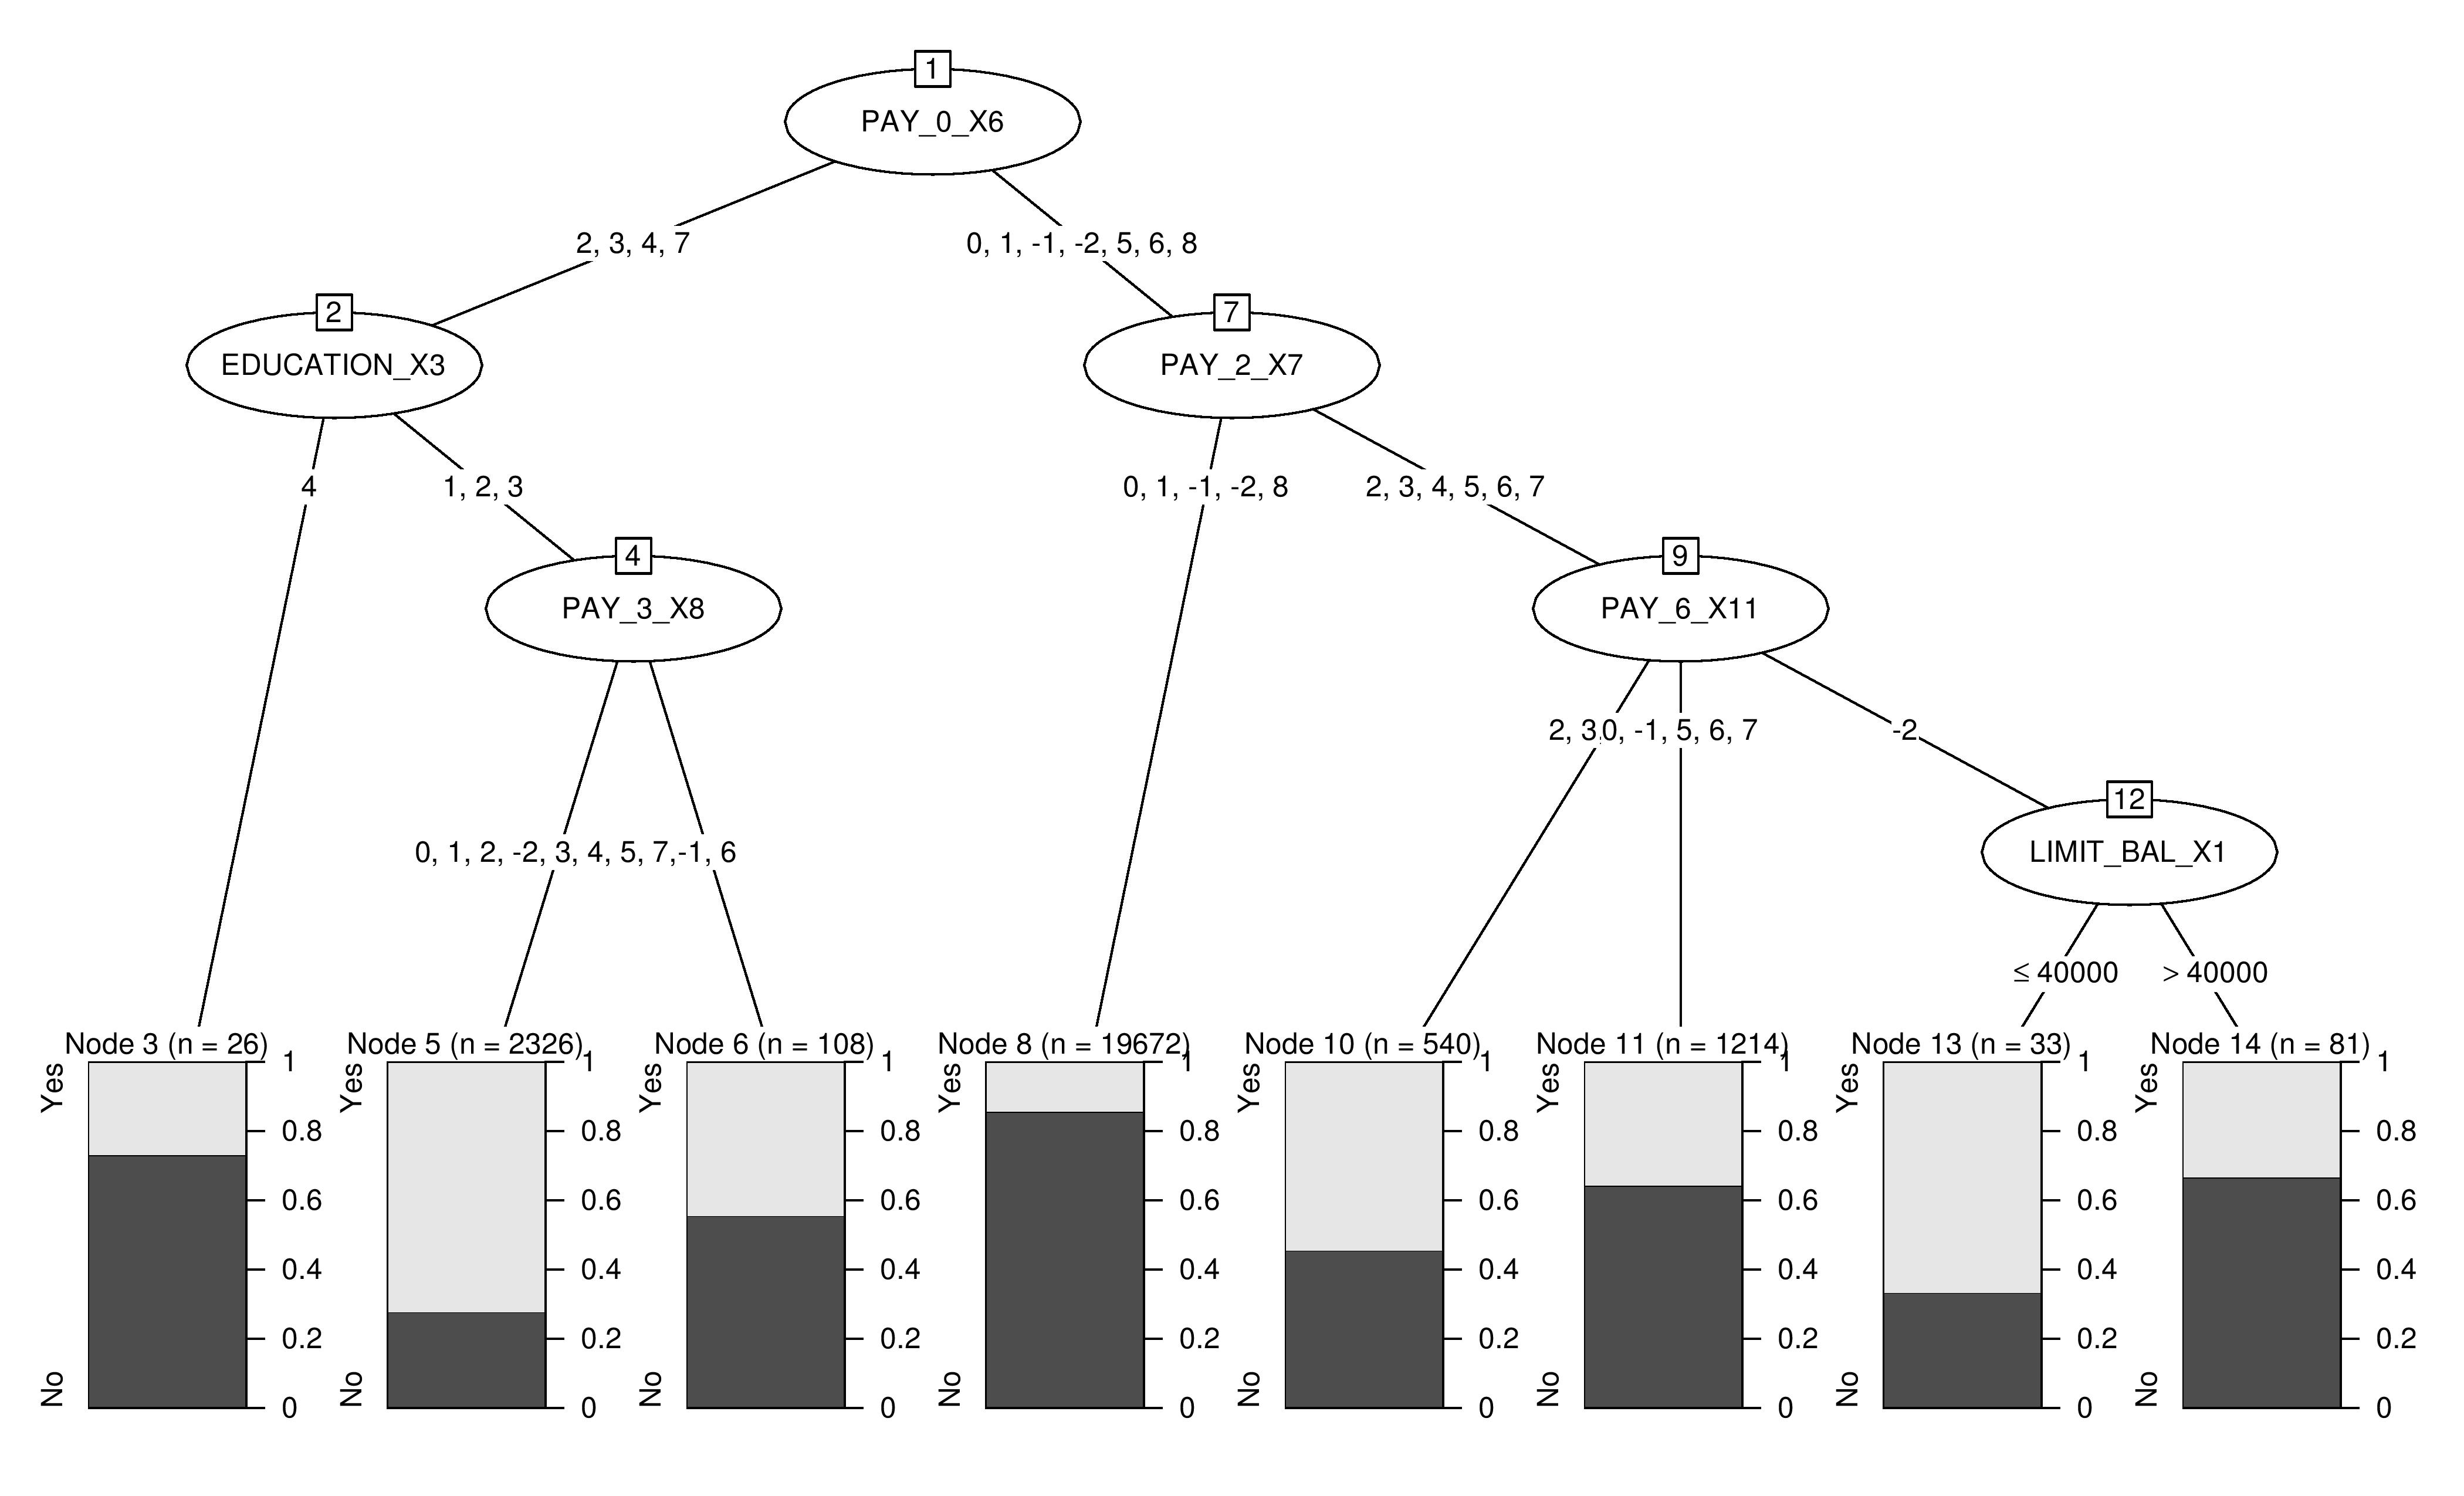 1
PAY_0_X6
2, 3, 4, 7
0, 1, -1, -2, 5, 6, 8
2
EDUCATION_X3
7
PAY_2_X7
4
1, 2, 3
0, 1, -1, -2, 8
2, 3, 4, 5, 6, 7
4
PAY_3_X8
9
PAY_6_X11
2, 3
0, -1, 5, 6, 7
-2
12
LIMIT_BAL_X1
0, 1, 2, -2, 3, 4, 5, 7,
-1, 6
≤ 40000
> 40000
Node 3 (n = 26)
Yes
No
1
0.8
0.6
0.4
0.2
0
Node 5 (n = 2326)
Yes
No
1
0.8
0.6
0.4
0.2
0
Node 6 (n = 108)
Yes
No
1
0.8
0.6
0.4
0.2
0
Node 8 (n = 19672)
Yes
No
1
0.8
0.6
0.4
0.2
0
Node 10 (n = 540)
Yes
No
1
0.8
0.6
0.4
0.2
0
Node 11 (n = 1214)
Yes
No
1
0.8
0.6
0.4
0.2
0
Node 13 (n = 33)
Yes
No
1
0.8
0.6
0.4
0.2
0
Node 14 (n = 81)
Yes
No
1
0.8
0.6
0.4
0.2
0